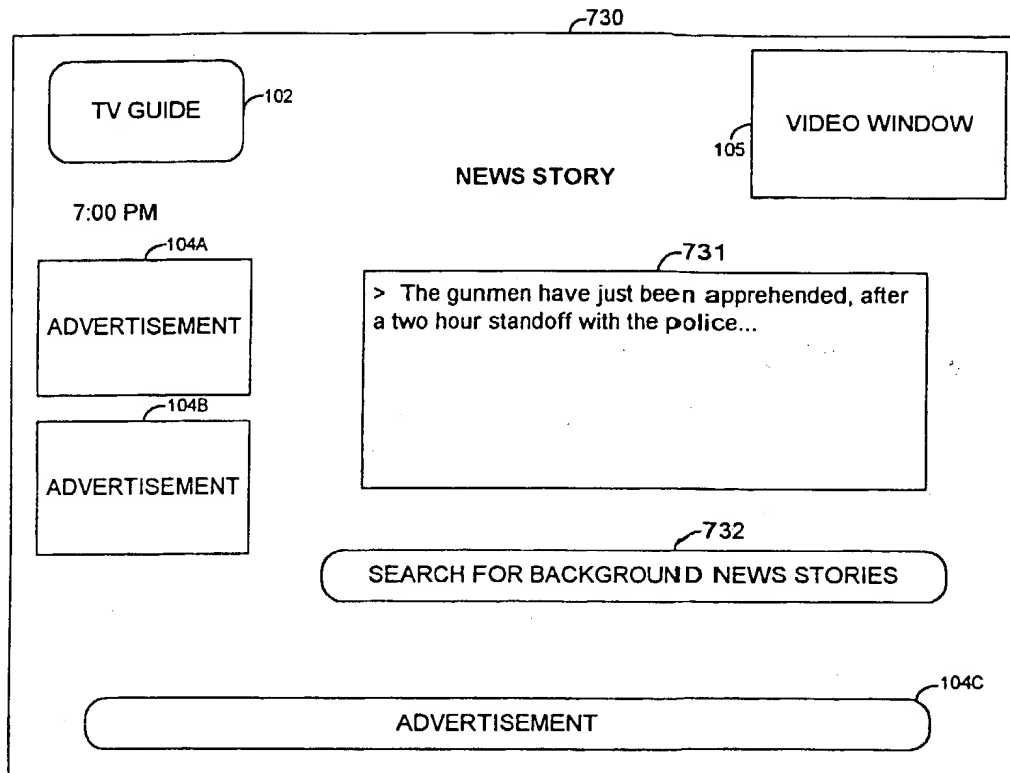 730
TV GUIDE
102
VIDEO WINDOW
105
NEWS STORY
7:00 PM
104A
ADVERTISEMENT
731
> The gunmen have just been apprehended, after
a two hour standoff with the police...
104B
ADVERTISEMENT
732
SEARCH FOR BACKGROUND NEWS STORIES
104C
ADVERTISEMENT